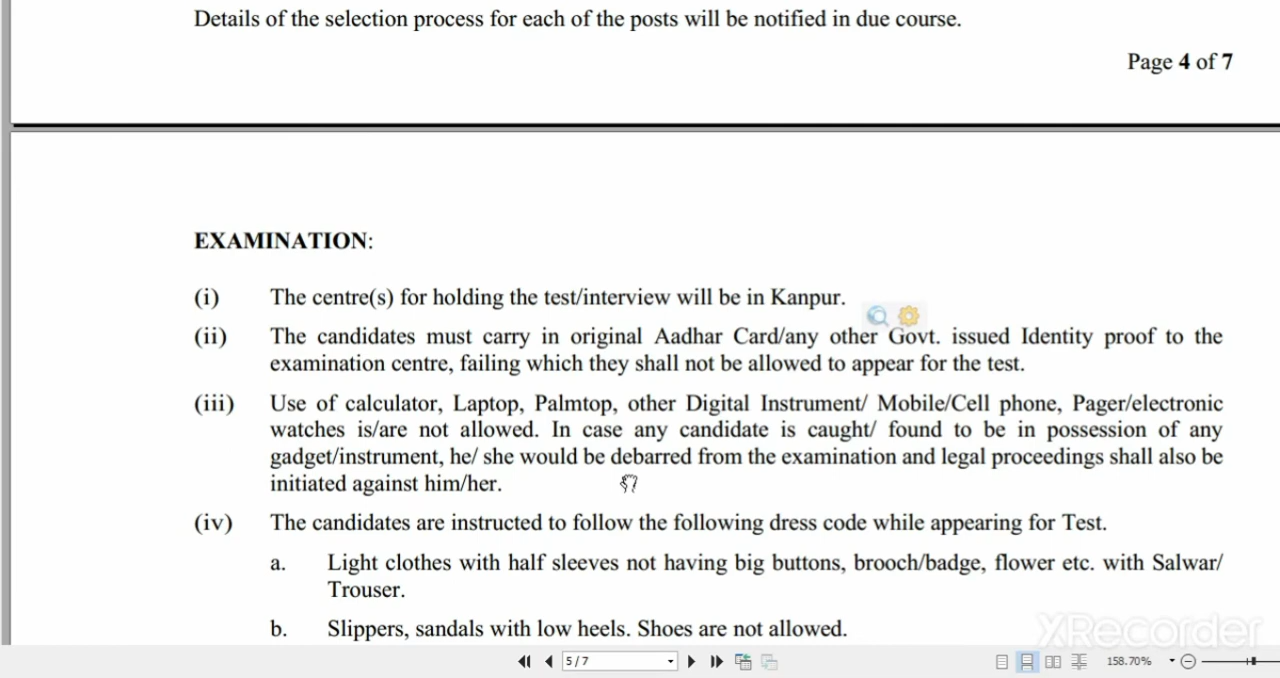 Details of the selection process for each of the posts will be notified in due course.
Page 4 of 7
EXAMINATION:
(i) The centre(s) for holding the test/interview will be in Kanpur.
(ii) The candidates must carry in original Aadhar Card/any other Govt. issued Identity proof to the
examination centre, failing which they shall not be allowed to appear for the test.
(iii) Use of calculator, Laptop, Palmtop, other Digital Instrument/ Mobile/Cell phone, Pager/electronic
watches is/are not allowed. In case any candidate is caught/ found to be in possession of any
gadget/instrument, he/ she would be debarred from the examination and legal proceedings shall also be
initiated against him/her.
(iv) The candidates are instructed to follow the following dress code while appearing for Test.
a. Light clothes with half sleeves not having big buttons, brooch/badge, flower etc. with Salwar/
Trouser.
b. Slippers, sandals with low heels. Shoes are not allowed.
XRecorder
5/7
158.70%